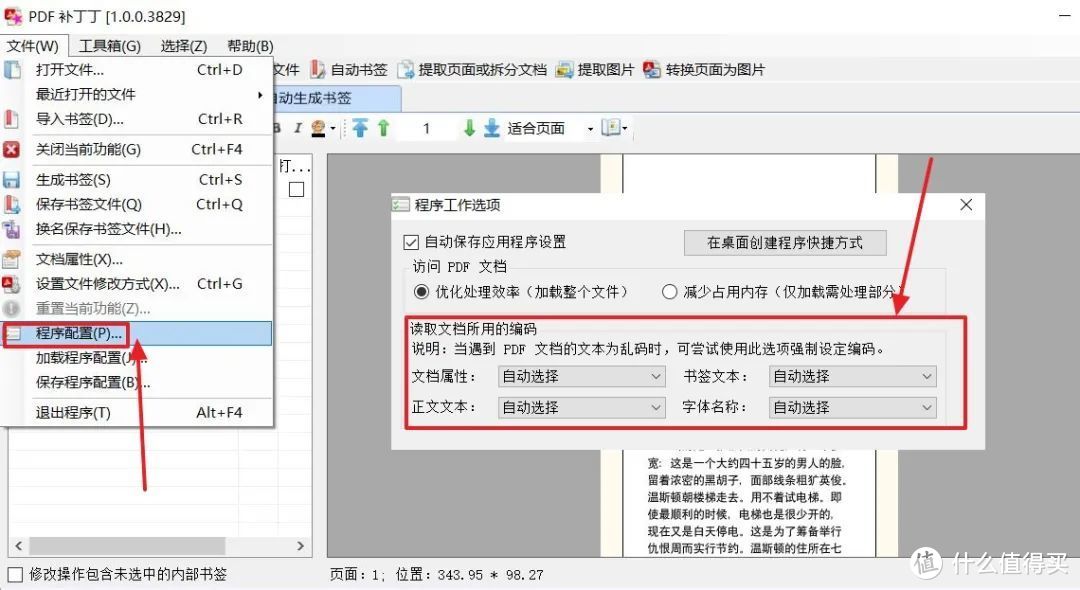 PDF 补丁丁 [1.0.0.3829]
文件(W) 工具箱(G) 选择(Z) 帮助(B)
文件 自动书签 提取页面或拆分文档 提取图片 转换页面为图片
打开文件... Ctrl+D
最近打开的文件
导入书签(D)... Ctrl+R
关闭当前功能(G) Ctrl+F4
生成书签(S) Ctrl+S
保存书签文件(Q) Ctrl+Q
换名保存书签文件(H)...
文档属性(X)...
设置文件修改方式(X)... Ctrl+G
重置当前功能(Z)...
程序配置(P)...
加载程序配置(J)...
保存程序配置(B)...
退出程序(T) Alt+F4
动生成书签
B I 1 适合页面
打...
程序工作选项
自动保存应用程序设置 在桌面创建程序快捷方式
访问 PDF 文档
优化处理效率（加载整个文件） 减少占用内存（仅加载需处理部分）
读取文档所用的编码
说明：当遇到 PDF 文档的文本为乱码时，可尝试使用此选项强制设定编码。
文档属性： 自动选择 书签文本： 自动选择
正文文本： 自动选择 字体名称： 自动选择
宽：这是一个大约四十五岁的男人的脸，
留着浓密的黑胡子，面部线条粗犷英俊。
温斯顿朝楼梯走去。用不着试电梯。即
使最顺利的时候，电梯也是很少开的，
现在又是白天停电。这是为了筹备举行
仇恨周而实行节约。温斯顿的住所在七
修改操作包含未选中的内部书签
页面：1；位置：343.95 * 98.27
值 什么值得买